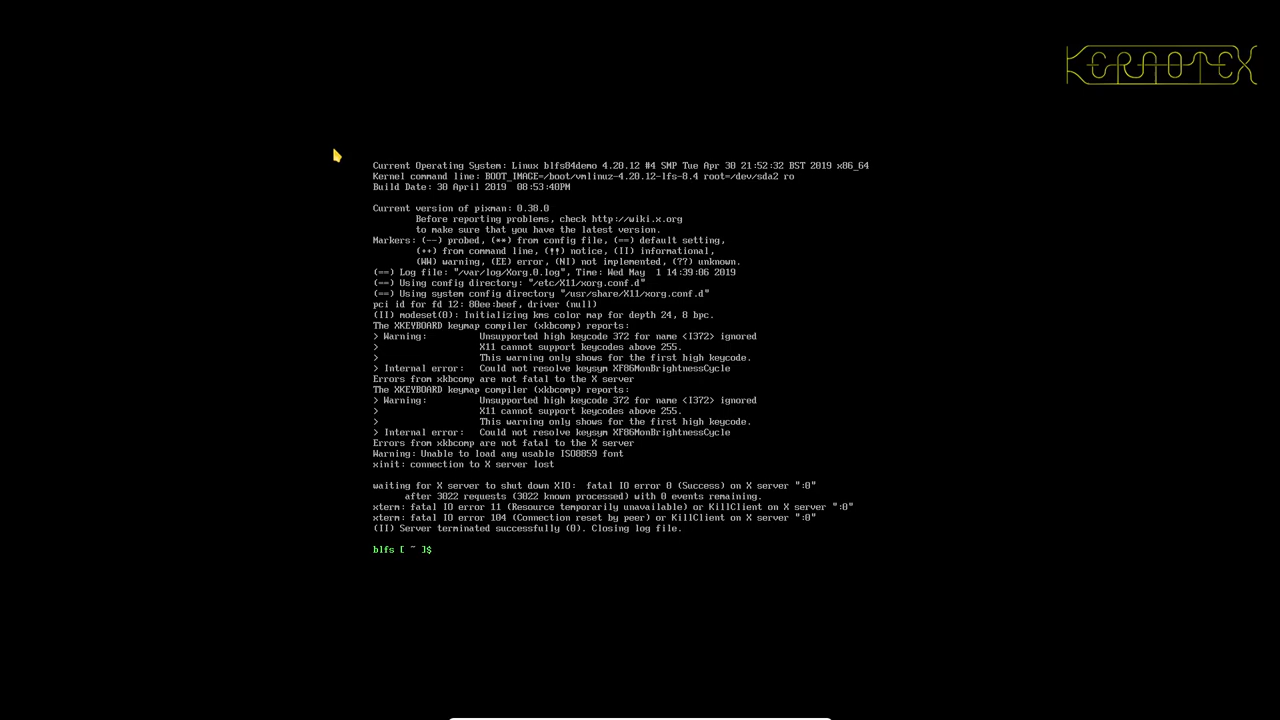 KERNOTEX
Current Operating System: Linux blfs84demo 4.20.12 #4 SMP Tue Apr 30 21:52:32 BST 2019 x86_64
Kernel command line: BOOT_IMAGE=/boot/vmlinuz-4.20.12-lfs-8.4 root=/dev/sda2 ro
Build Date: 30 April 2019  08:53:40PM
Current version of pixman: 0.38.0
Before reporting problems, check http://wiki.x.org
to make sure that you have the latest version.
Markers: (--) probed, (**) from config file, (==) default setting,
(++) from command line, (!!) notice, (II) informational,
(WW) warning, (EE) error, (NI) not implemented, (??) unknown.
(==) Log file: "/var/log/Xorg.0.log", Time: Wed May  1 14:39:06 2019
(==) Using config directory: "/etc/X11/xorg.conf.d"
(==) Using system config directory "/usr/share/X11/xorg.conf.d"
pci id for fd 12: 80ee:beef, driver (null)
(II) modeset(0): Initializing kms color map for depth 24, 8 bpc.
The XKEYBOARD keymap compiler (xkbcomp) reports:
> Warning:          Unsupported high keycode 372 for name <I372> ignored
>                   X11 cannot support keycodes above 255.
>                   This warning only shows for the first high keycode.
> Internal error:   Could not resolve keysym XF86MonBrightnessCycle
Errors from xkbcomp are not fatal to the X server
The XKEYBOARD keymap compiler (xkbcomp) reports:
> Warning:          Unsupported high keycode 372 for name <I372> ignored
>                   X11 cannot support keycodes above 255.
>                   This warning only shows for the first high keycode.
> Internal error:   Could not resolve keysym XF86MonBrightnessCycle
Errors from xkbcomp are not fatal to the X server
Warning: Unable to load any usable ISO8859 font
xinit: connection to X server lost
waiting for X server to shut down XIO:  fatal IO error 0 (Success) on X server ":0"
after 3022 requests (3022 known processed) with 0 events remaining.
xterm: fatal IO error 11 (Resource temporarily unavailable) or KillClient on X server ":0"
xterm: fatal IO error 104 (Connection reset by peer) or KillClient on X server ":0"
(II) Server terminated successfully (0). Closing log file.
blfs [ ~ ]$